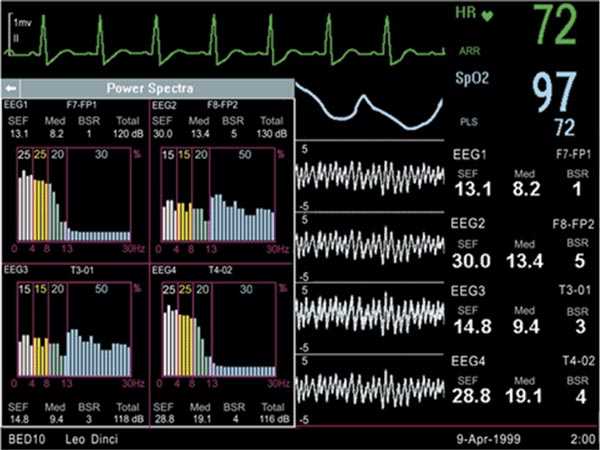 1mv
II
HR
72
ARR
SpO2
97
PLS
72
Power Spectra
EEG1 F7-FP1
SEF Med BSR Total
13.1 8.2 1 120 dB
25 25 20 30 %
0 4 8 13 30Hz
EEG2 F8-FP2
SEF Med BSR Total
30.0 13.4 5 130 dB
15 15 20 50 %
0 4 8 13 30Hz
EEG3 T3-01
15 15 20 50 %
0 4 8 13 30Hz
SEF Med BSR Total
14.8 9.4 3 118 dB
EEG4 T4-02
25 25 20 30 %
0 4 8 13 30Hz
SEF Med BSR Total
28.8 19.1 4 116 dB
5
-5
EEG1 F7-FP1
SEF Med BSR
13.1 8.2 1
5
-5
EEG2 F8-FP2
SEF Med BSR
30.0 13.4 5
5
-5
EEG3 T3-01
SEF Med BSR
14.8 9.4 3
5
-5
EEG4 T4-02
SEF Med BSR
28.8 19.1 4
BED10 Leo Dinci 9-Apr-1999 2:00